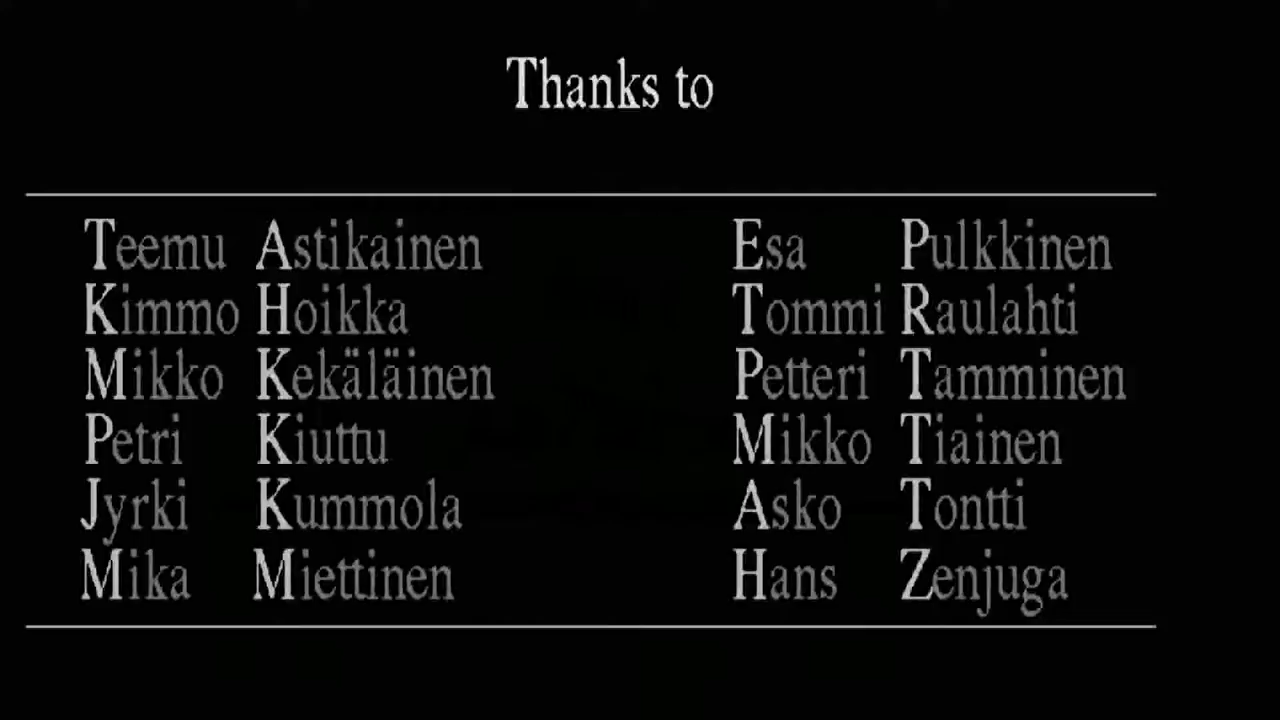 Thanks to
Teemu Astikainen
Kimmo Hoikka
Mikko Kekäläinen
Petri Kiuttu
Jyrki Kummola
Mika Miettinen
Esa Pulkkinen
Tommi Raulahti
Petteri Tamminen
Mikko Tiainen
Asko Tontti
Hans Zenjuga